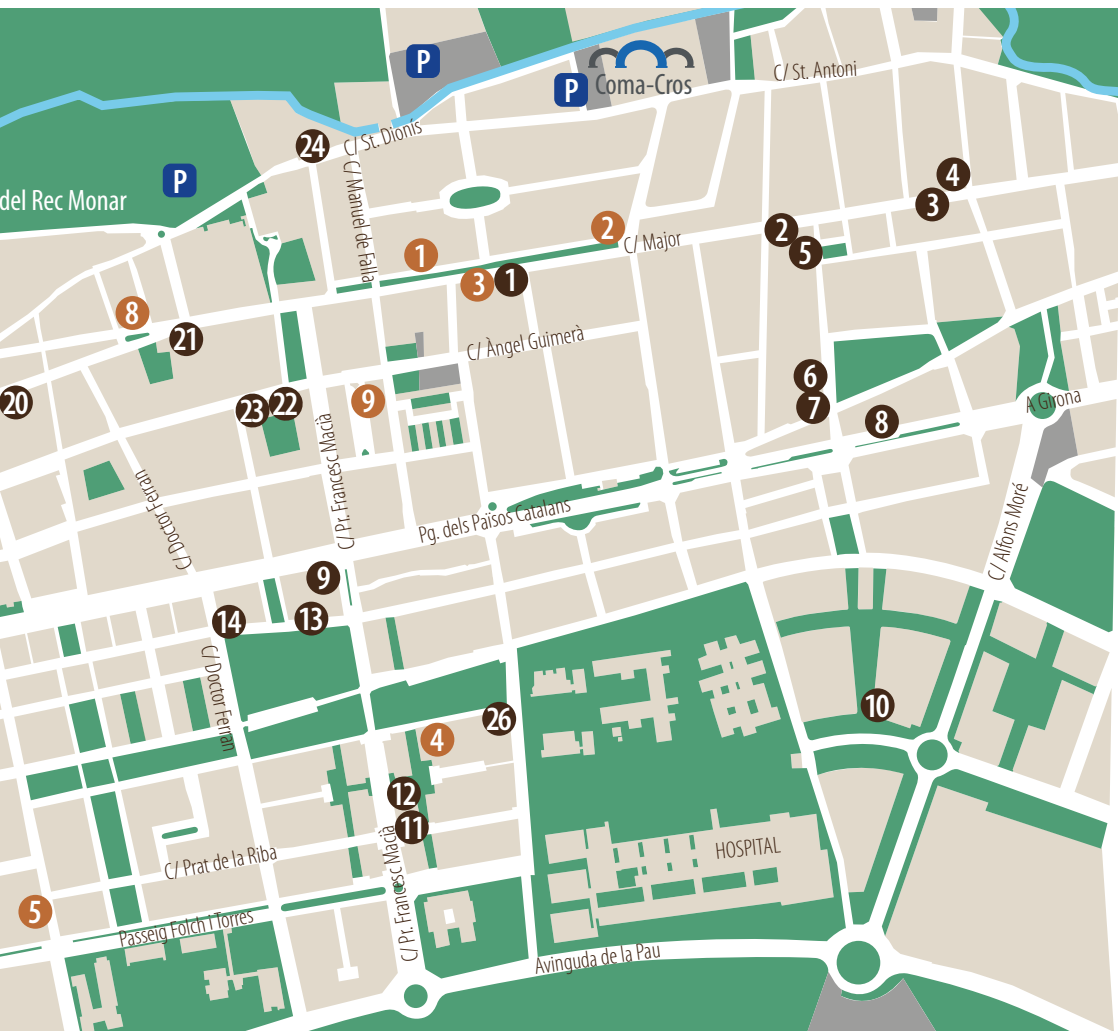 P
P
Coma-Cros
C/ St. Antoni
C/ St. Dionís
24
C/ Manuel de Falla
P
del Rec Monar
4
3
2
C/ Major
2
5
1
3
1
8
21
C/ Àngel Guimerà
6
7
8
A Girona
20
23
22
9
C/ Pr. Francesc Macià
C/ Doctor Ferran
Pg. dels Països Catalans
C/ Alfons Moré
9
14
13
C/ Doctor Ferran
26
10
4
12
11
C/ Pr. Francesc Macià
C/ Prat de la Riba
HOSPITAL
5
Passeig Folch i Torres
Avinguda de la Pau